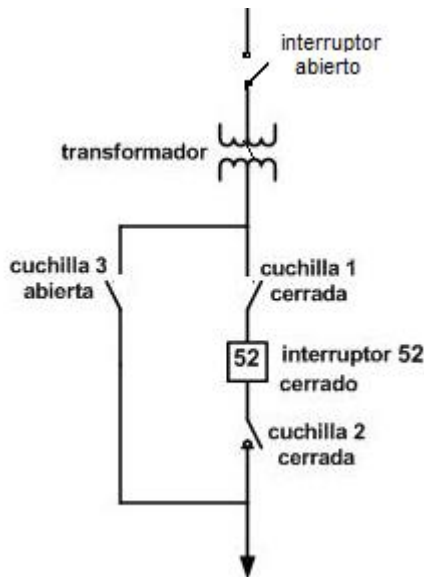 interruptor
abierto
transformador
cuchilla 3
abierta
cuchilla 1
cerrada
52
interruptor 52
cerrado
cuchilla 2
cerrada